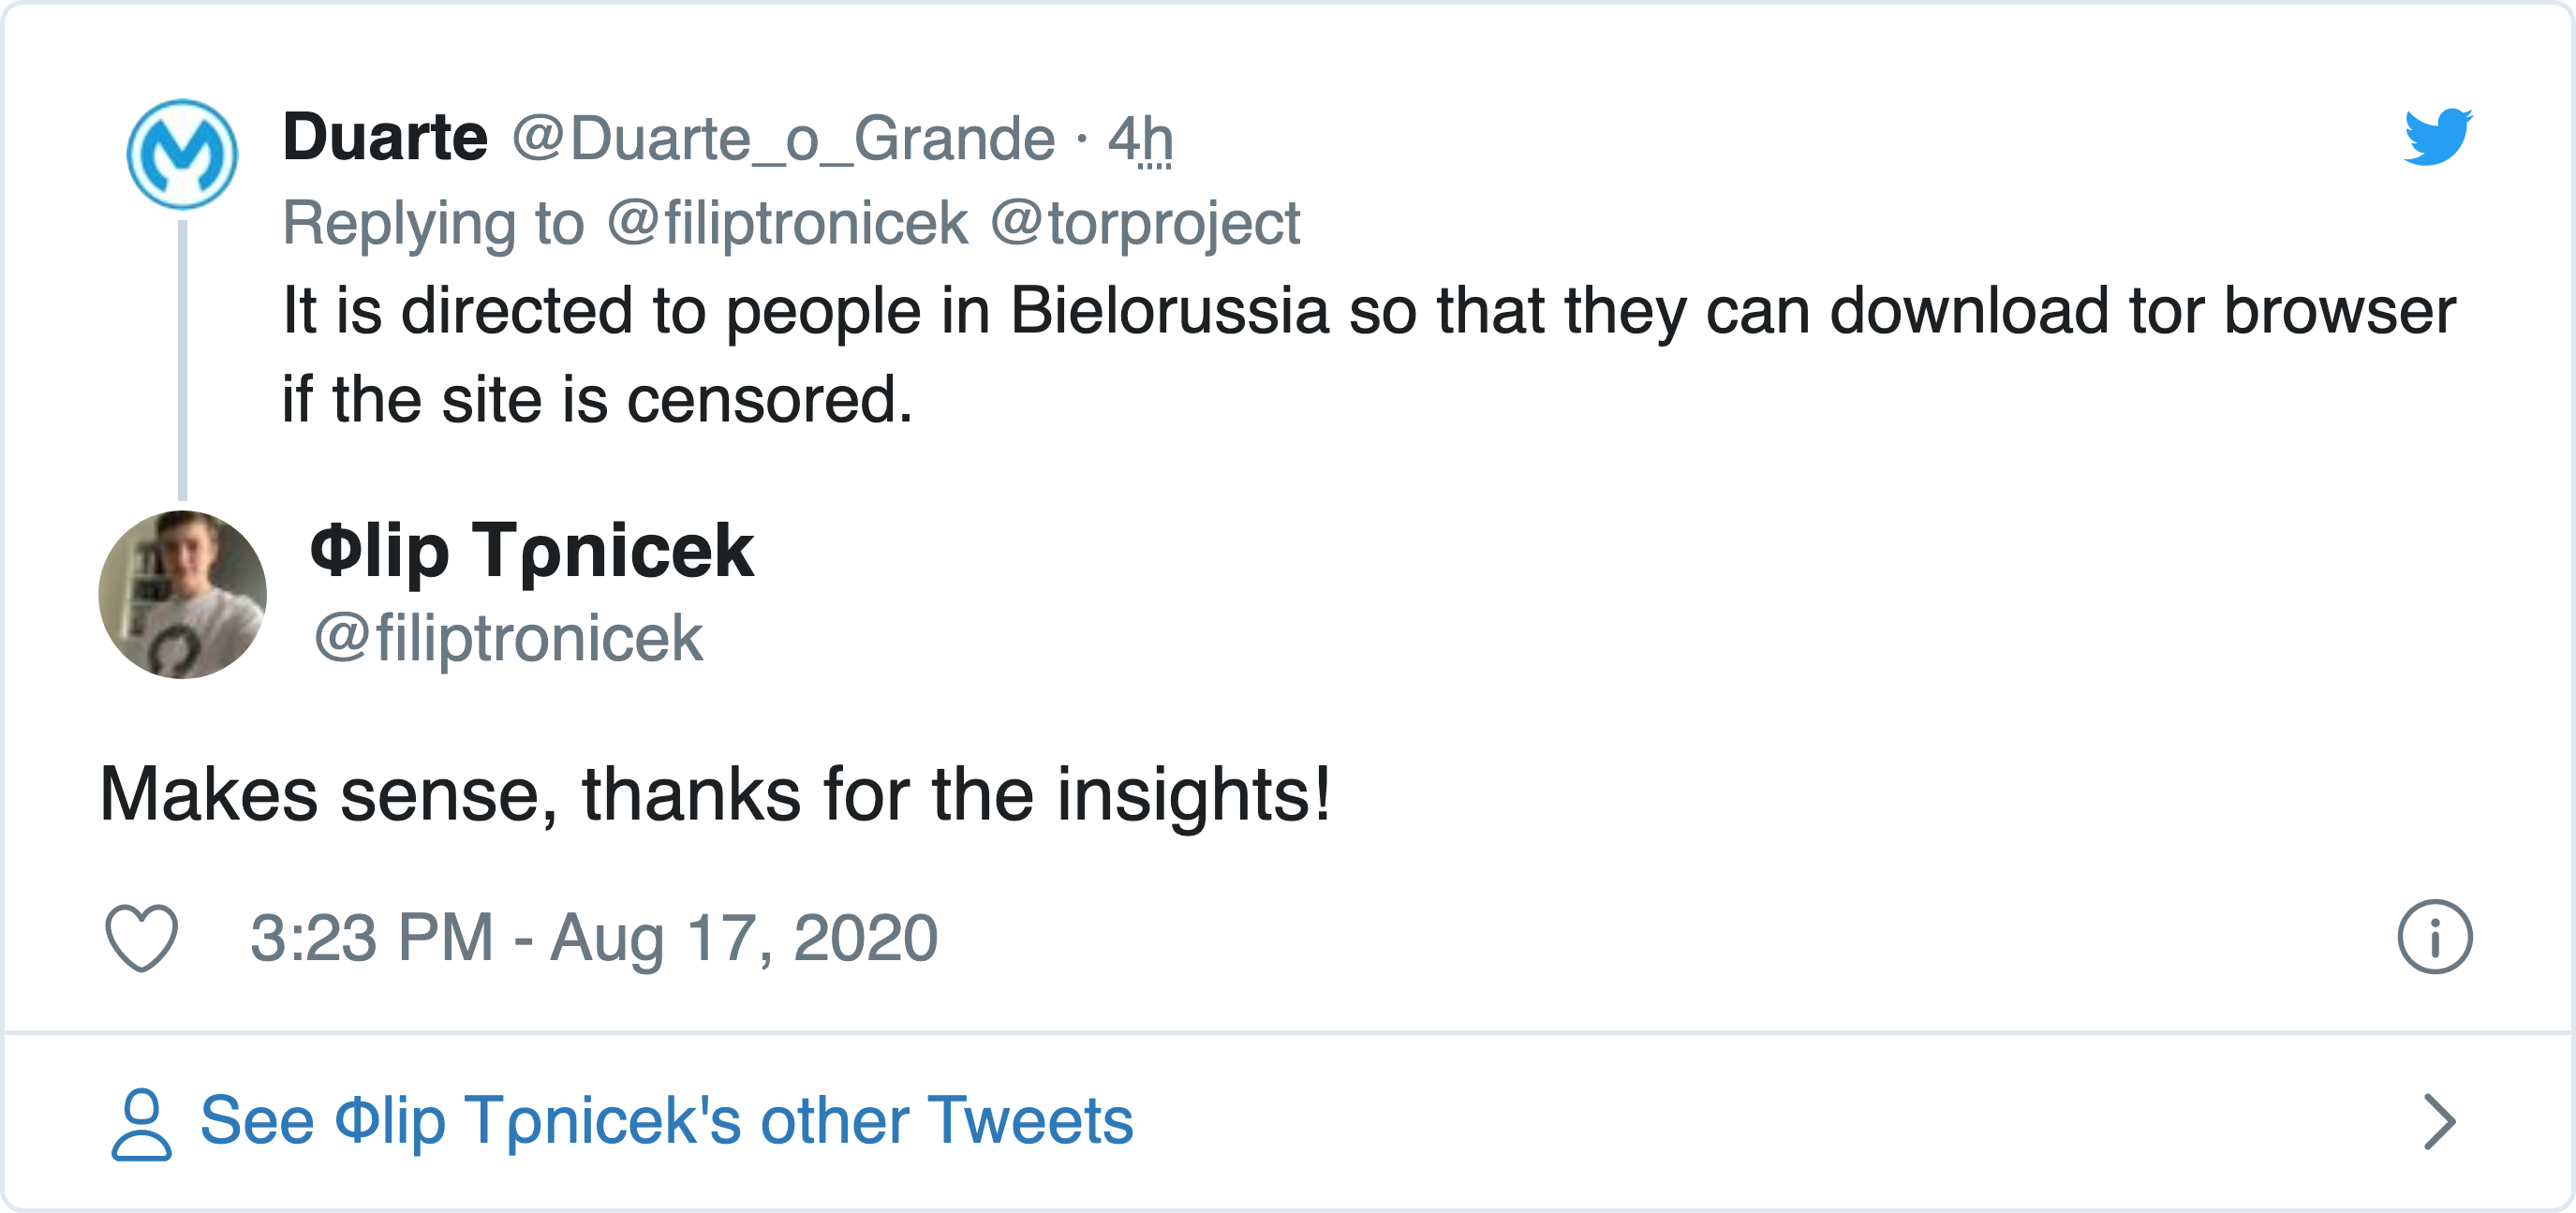 Duarte @Duarte_o_Grande · 4h
Replying to @filiptronicek @torproject
It is directed to people in Bielorussia so that they can download tor browser
if the site is censored.
Φlip Tρnicek
@filiptronicek
Makes sense, thanks for the insights!
3:23 PM - Aug 17, 2020
See Φlip Tρnicek's other Tweets